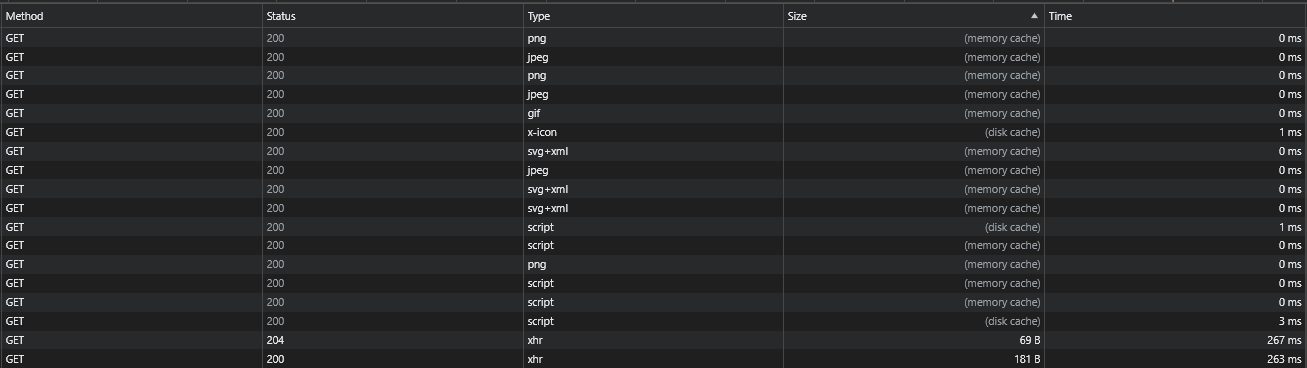 Method Status Type Size ▲ Time
GET 200 png (memory cache) 0 ms
GET 200 jpeg (memory cache) 0 ms
GET 200 png (memory cache) 0 ms
GET 200 jpeg (memory cache) 0 ms
GET 200 gif (memory cache) 0 ms
GET 200 x-icon (disk cache) 1 ms
GET 200 svg+xml (memory cache) 0 ms
GET 200 jpeg (memory cache) 0 ms
GET 200 svg+xml (memory cache) 0 ms
GET 200 svg+xml (memory cache) 0 ms
GET 200 script (disk cache) 1 ms
GET 200 script (memory cache) 0 ms
GET 200 png (memory cache) 0 ms
GET 200 script (memory cache) 0 ms
GET 200 script (memory cache) 0 ms
GET 200 script (disk cache) 3 ms
GET 204 xhr 69 B 267 ms
GET 200 xhr 181 B 263 ms